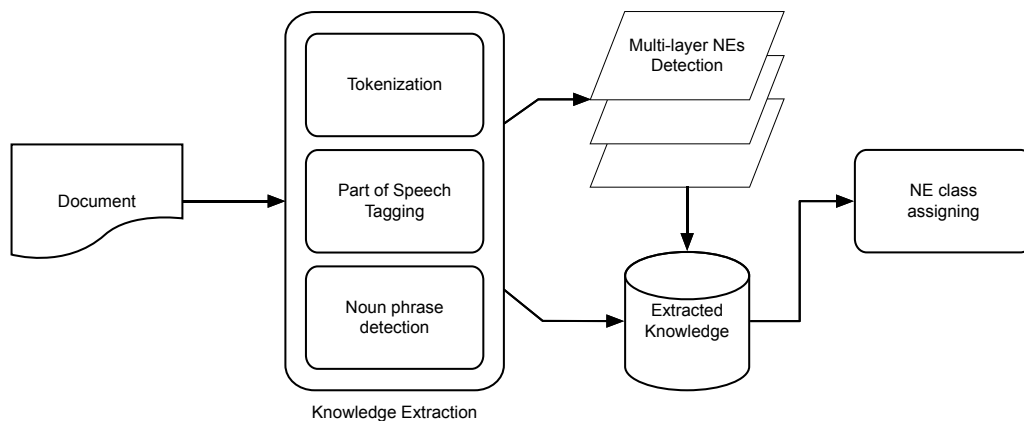 Document
Tokenization
Part of Speech
Tagging
Noun phrase
detection
Knowledge Extraction
Multi-layer NEs
Detection
Extracted
Knowledge
NE class
assigning